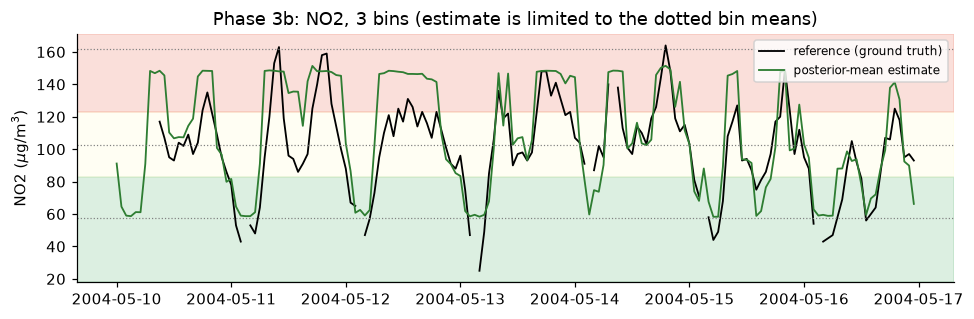 Phase 3b: NO2, 3 bins (estimate is limited to the dotted bin means)
reference (ground truth)
posterior-mean estimate
NO2 (μg/m³)
160
140
120
100
80
60
40
20
2004-05-10 2004-05-11 2004-05-12 2004-05-13 2004-05-14 2004-05-15 2004-05-16 2004-05-17